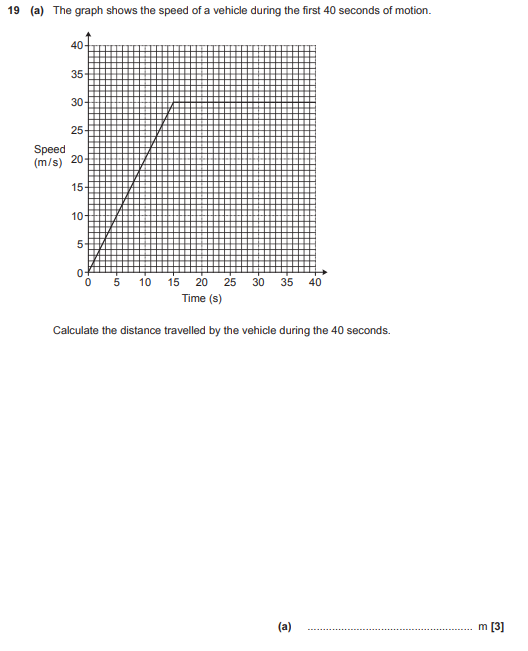 19 (a) The graph shows the speed of a vehicle during the first 40 seconds of motion.
40
35
30
25
Speed
(m/s) 20
15
10
5
0
0 5 10 15 20 25 30 35 40
Time (s)
Calculate the distance travelled by the vehicle during the 40 seconds.
(a) ........................................................ m [3]